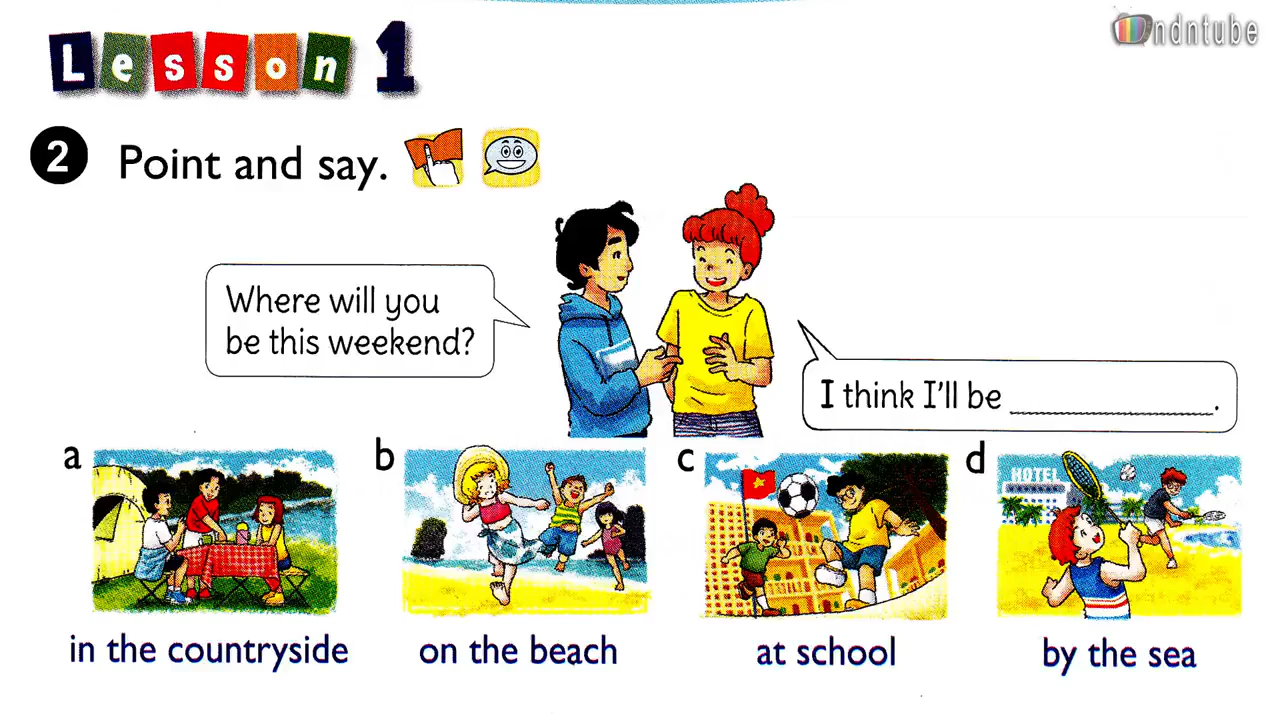 ndntube
Lesson 1
2 Point and say.
Where will you
be this weekend?
I think I'll be ____________.
a
b
c
d
HOTEL
in the countryside
on the beach
at school
by the sea